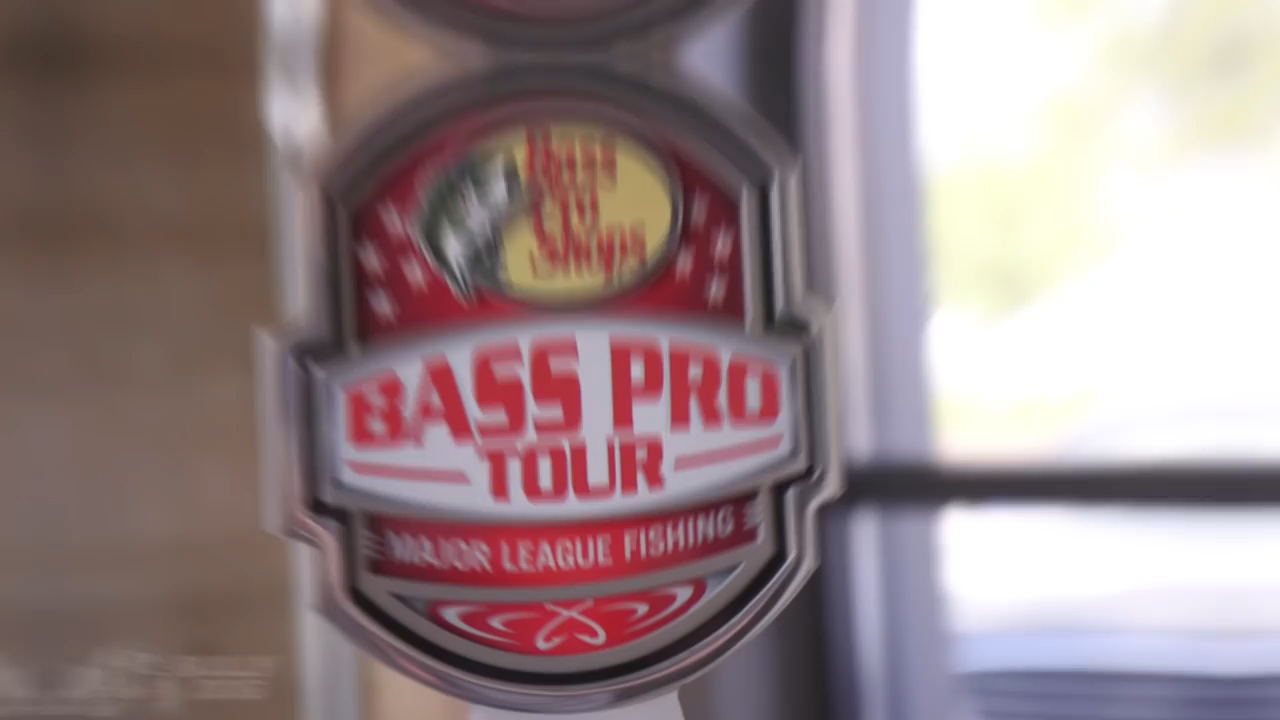 Bass
Pro
Shops
BASS PRO
TOUR
MAJOR LEAGUE FISHING